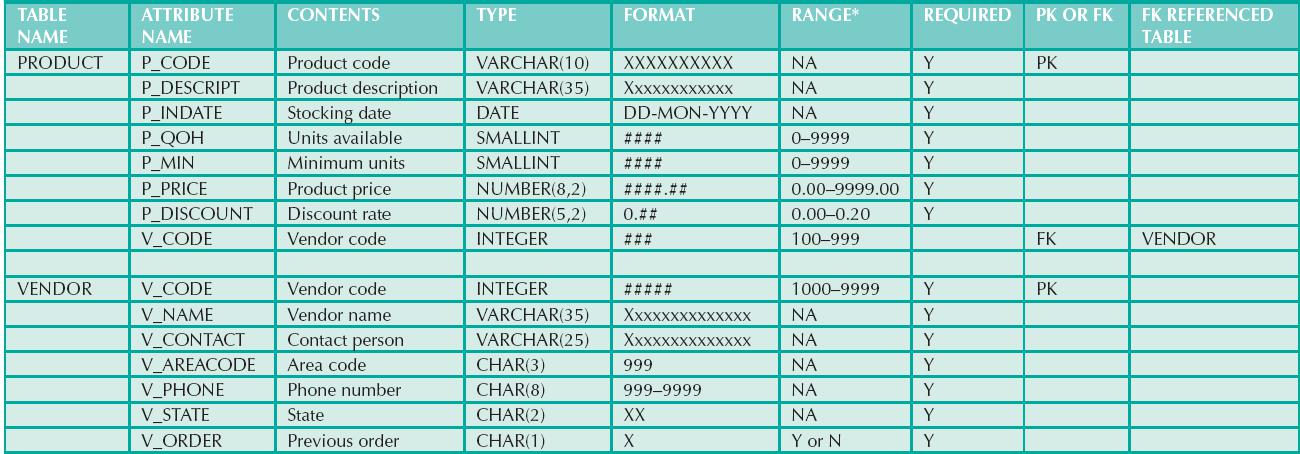 TABLE NAME ATTRIBUTE NAME CONTENTS TYPE FORMAT RANGE* REQUIRED PK OR FK FK REFERENCED TABLE
PRODUCT P_CODE Product code VARCHAR(10) XXXXXXXXXX NA Y PK
P_DESCRIPT Product description VARCHAR(35) Xxxxxxxxxxxx NA Y
P_INDATE Stocking date DATE DD-MON-YYYY NA Y
P_QOH Units available SMALLINT #### 0–9999 Y
P_MIN Minimum units SMALLINT #### 0–9999 Y
P_PRICE Product price NUMBER(8,2) ####.## 0.00–9999.00 Y
P_DISCOUNT Discount rate NUMBER(5,2) 0.## 0.00–0.20 Y
V_CODE Vendor code INTEGER ### 100–999 FK VENDOR
VENDOR V_CODE Vendor code INTEGER ##### 1000–9999 Y PK
V_NAME Vendor name VARCHAR(35) Xxxxxxxxxxxxxx NA Y
V_CONTACT Contact person VARCHAR(25) Xxxxxxxxxxxxxx NA Y
V_AREACODE Area code CHAR(3) 999 NA Y
V_PHONE Phone number CHAR(8) 999–9999 NA Y
V_STATE State CHAR(2) XX NA Y
V_ORDER Previous order CHAR(1) X Y or N Y